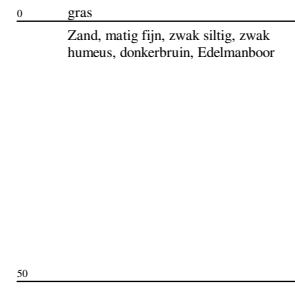 0 gras
Zand, matig fijn, zwak siltig, zwak
humeus, donkerbruin, Edelmanboor
50